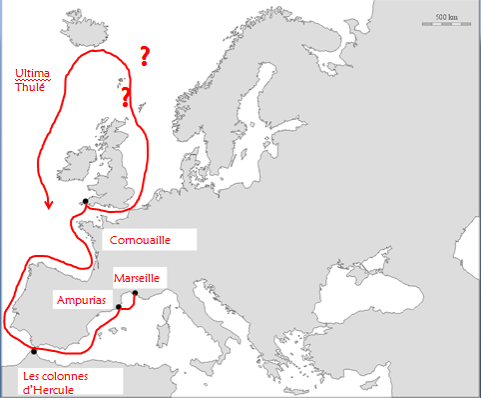 500 km
?
Ultima
Thulé
?
Cornouaille
Marseille
Ampurias
Les colonnes
d'Hercule